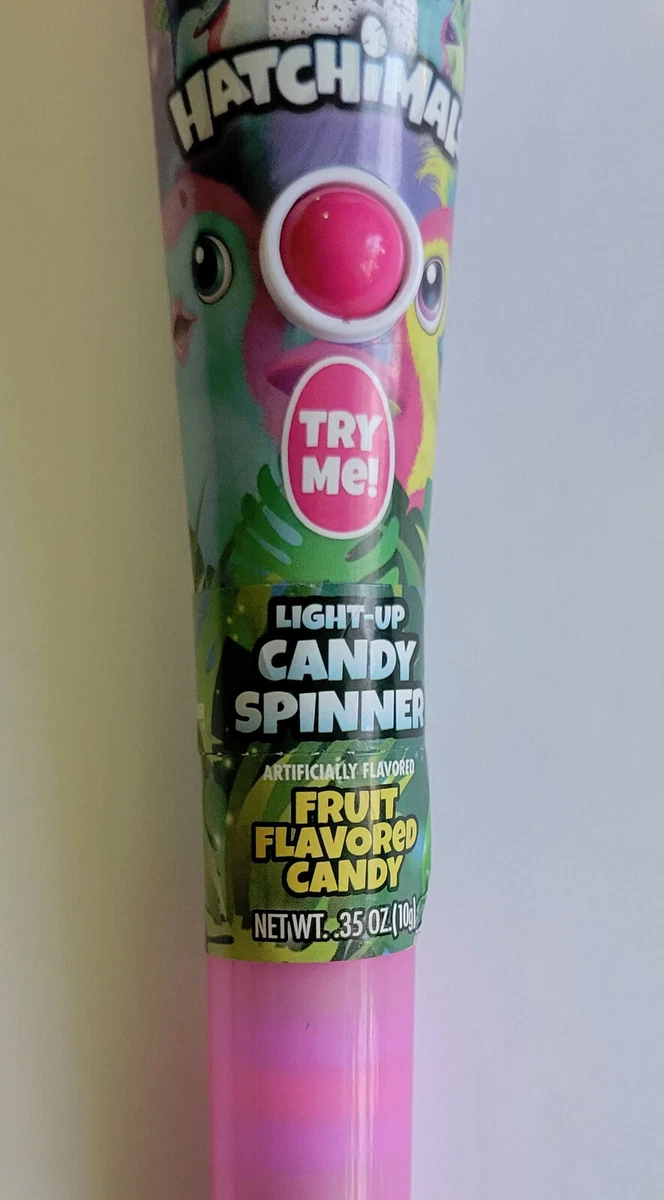 HATCHiMALS
TRY
Me!
LIGHT-UP
CANDY
SPINNER
ARTIFICIALLY FLAVORED
FRUIT
FLAVOReD
CANDY
NET WT. .35 OZ (10g)